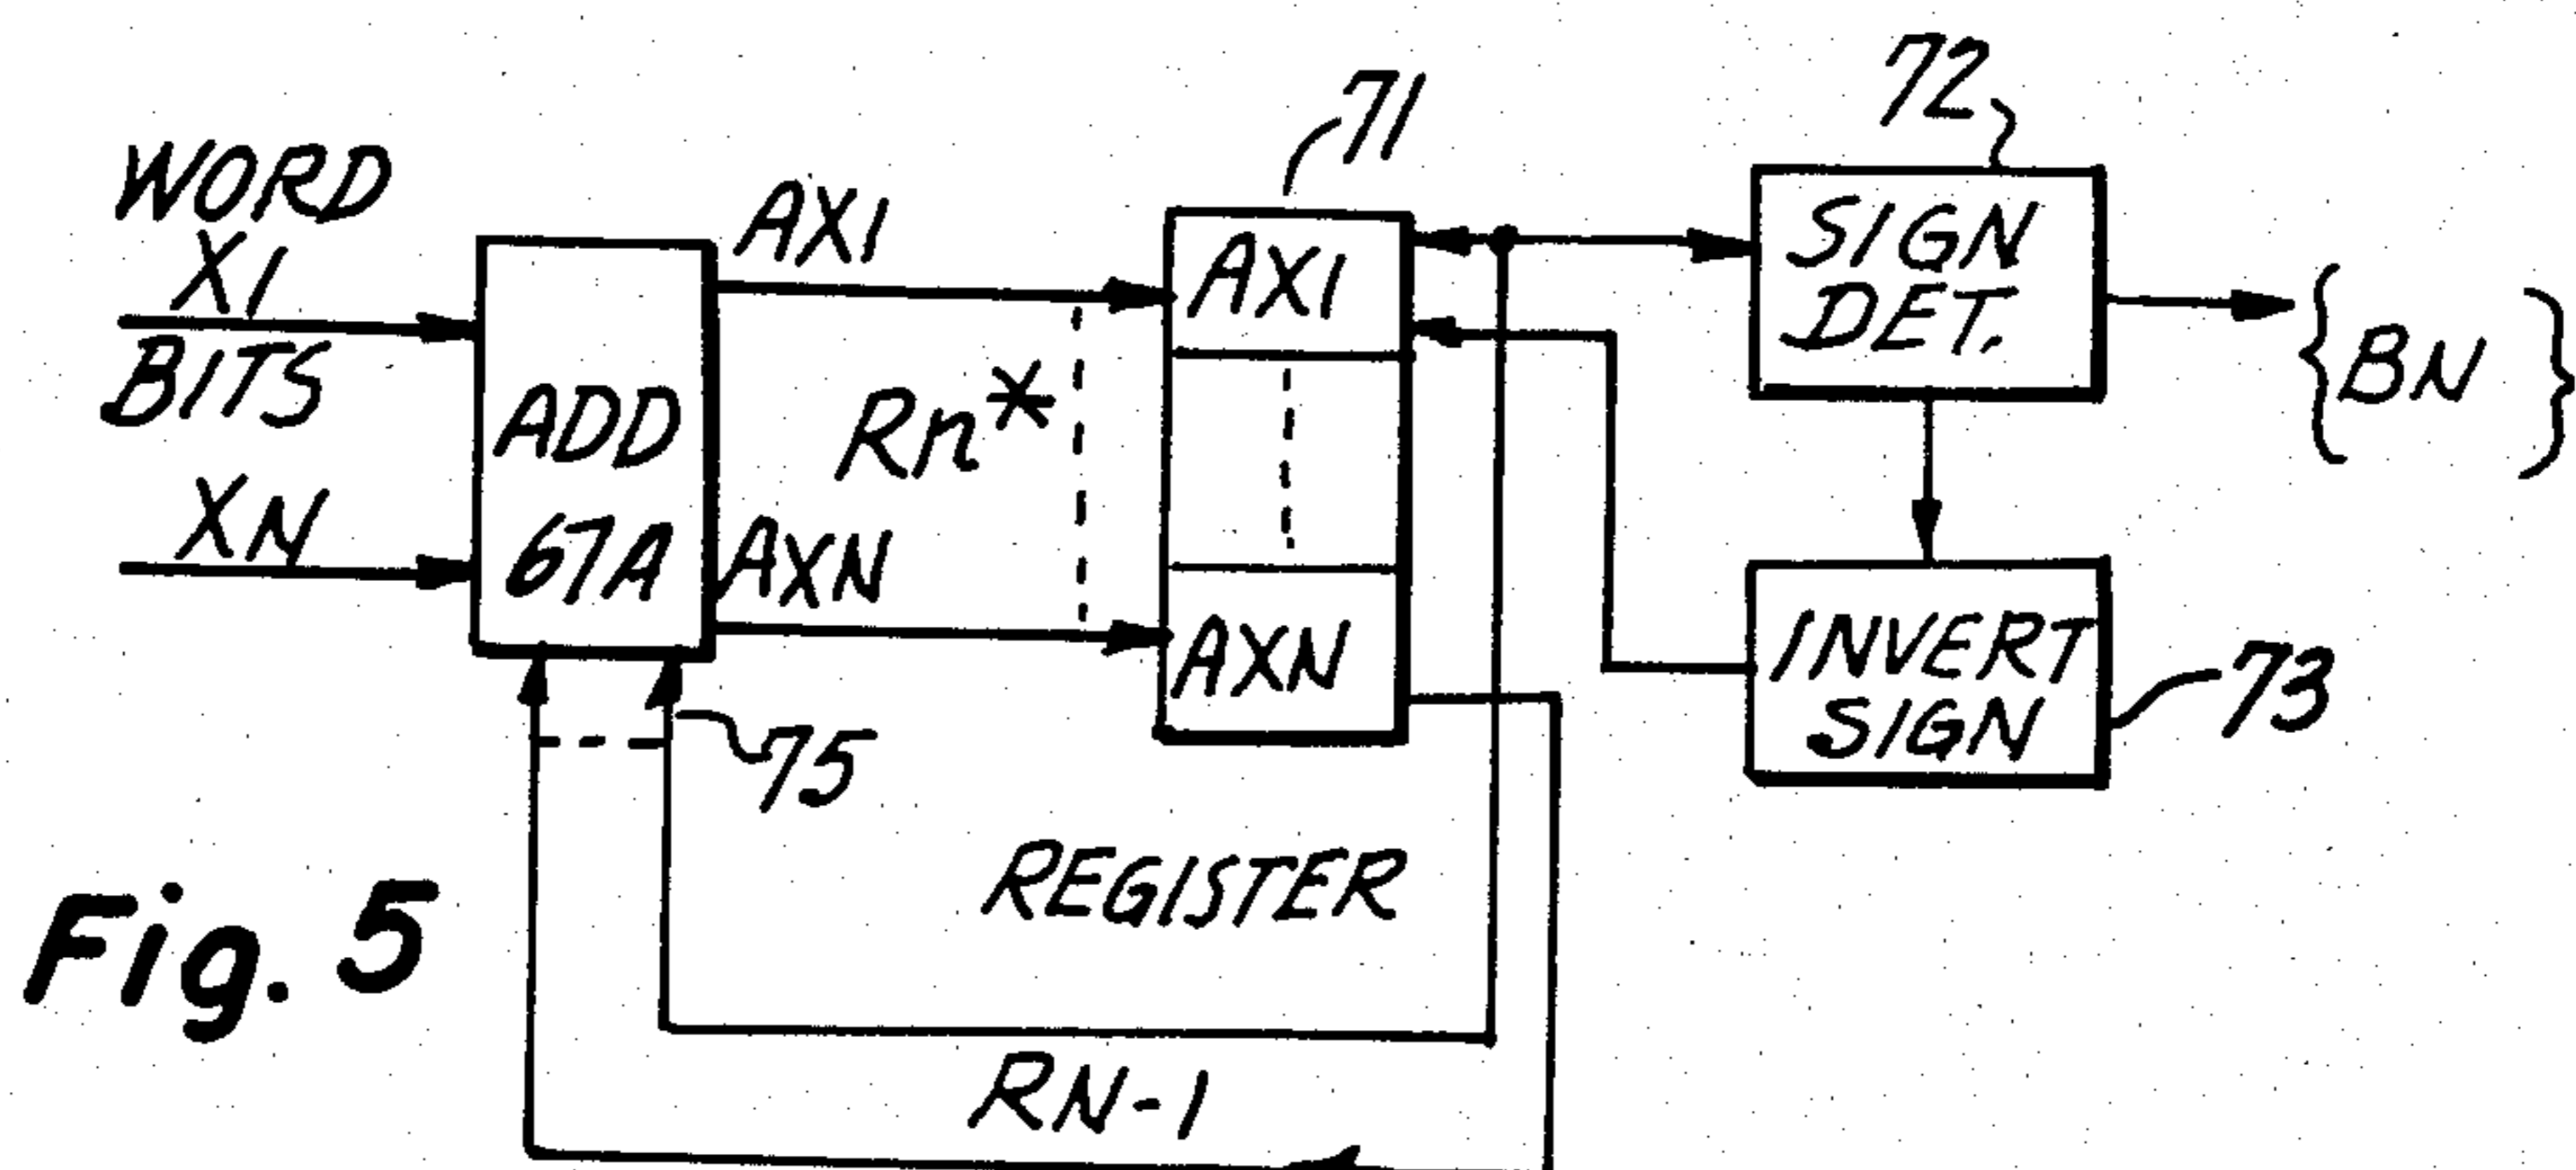 WORD
X1
BITS
XN
ADD
67A
AX1
Rn*
AXN
71
AX1
AXN
72
SIGN
DET.
{BN}
INVERT
SIGN
73
75
REGISTER
RN-1
Fig. 5